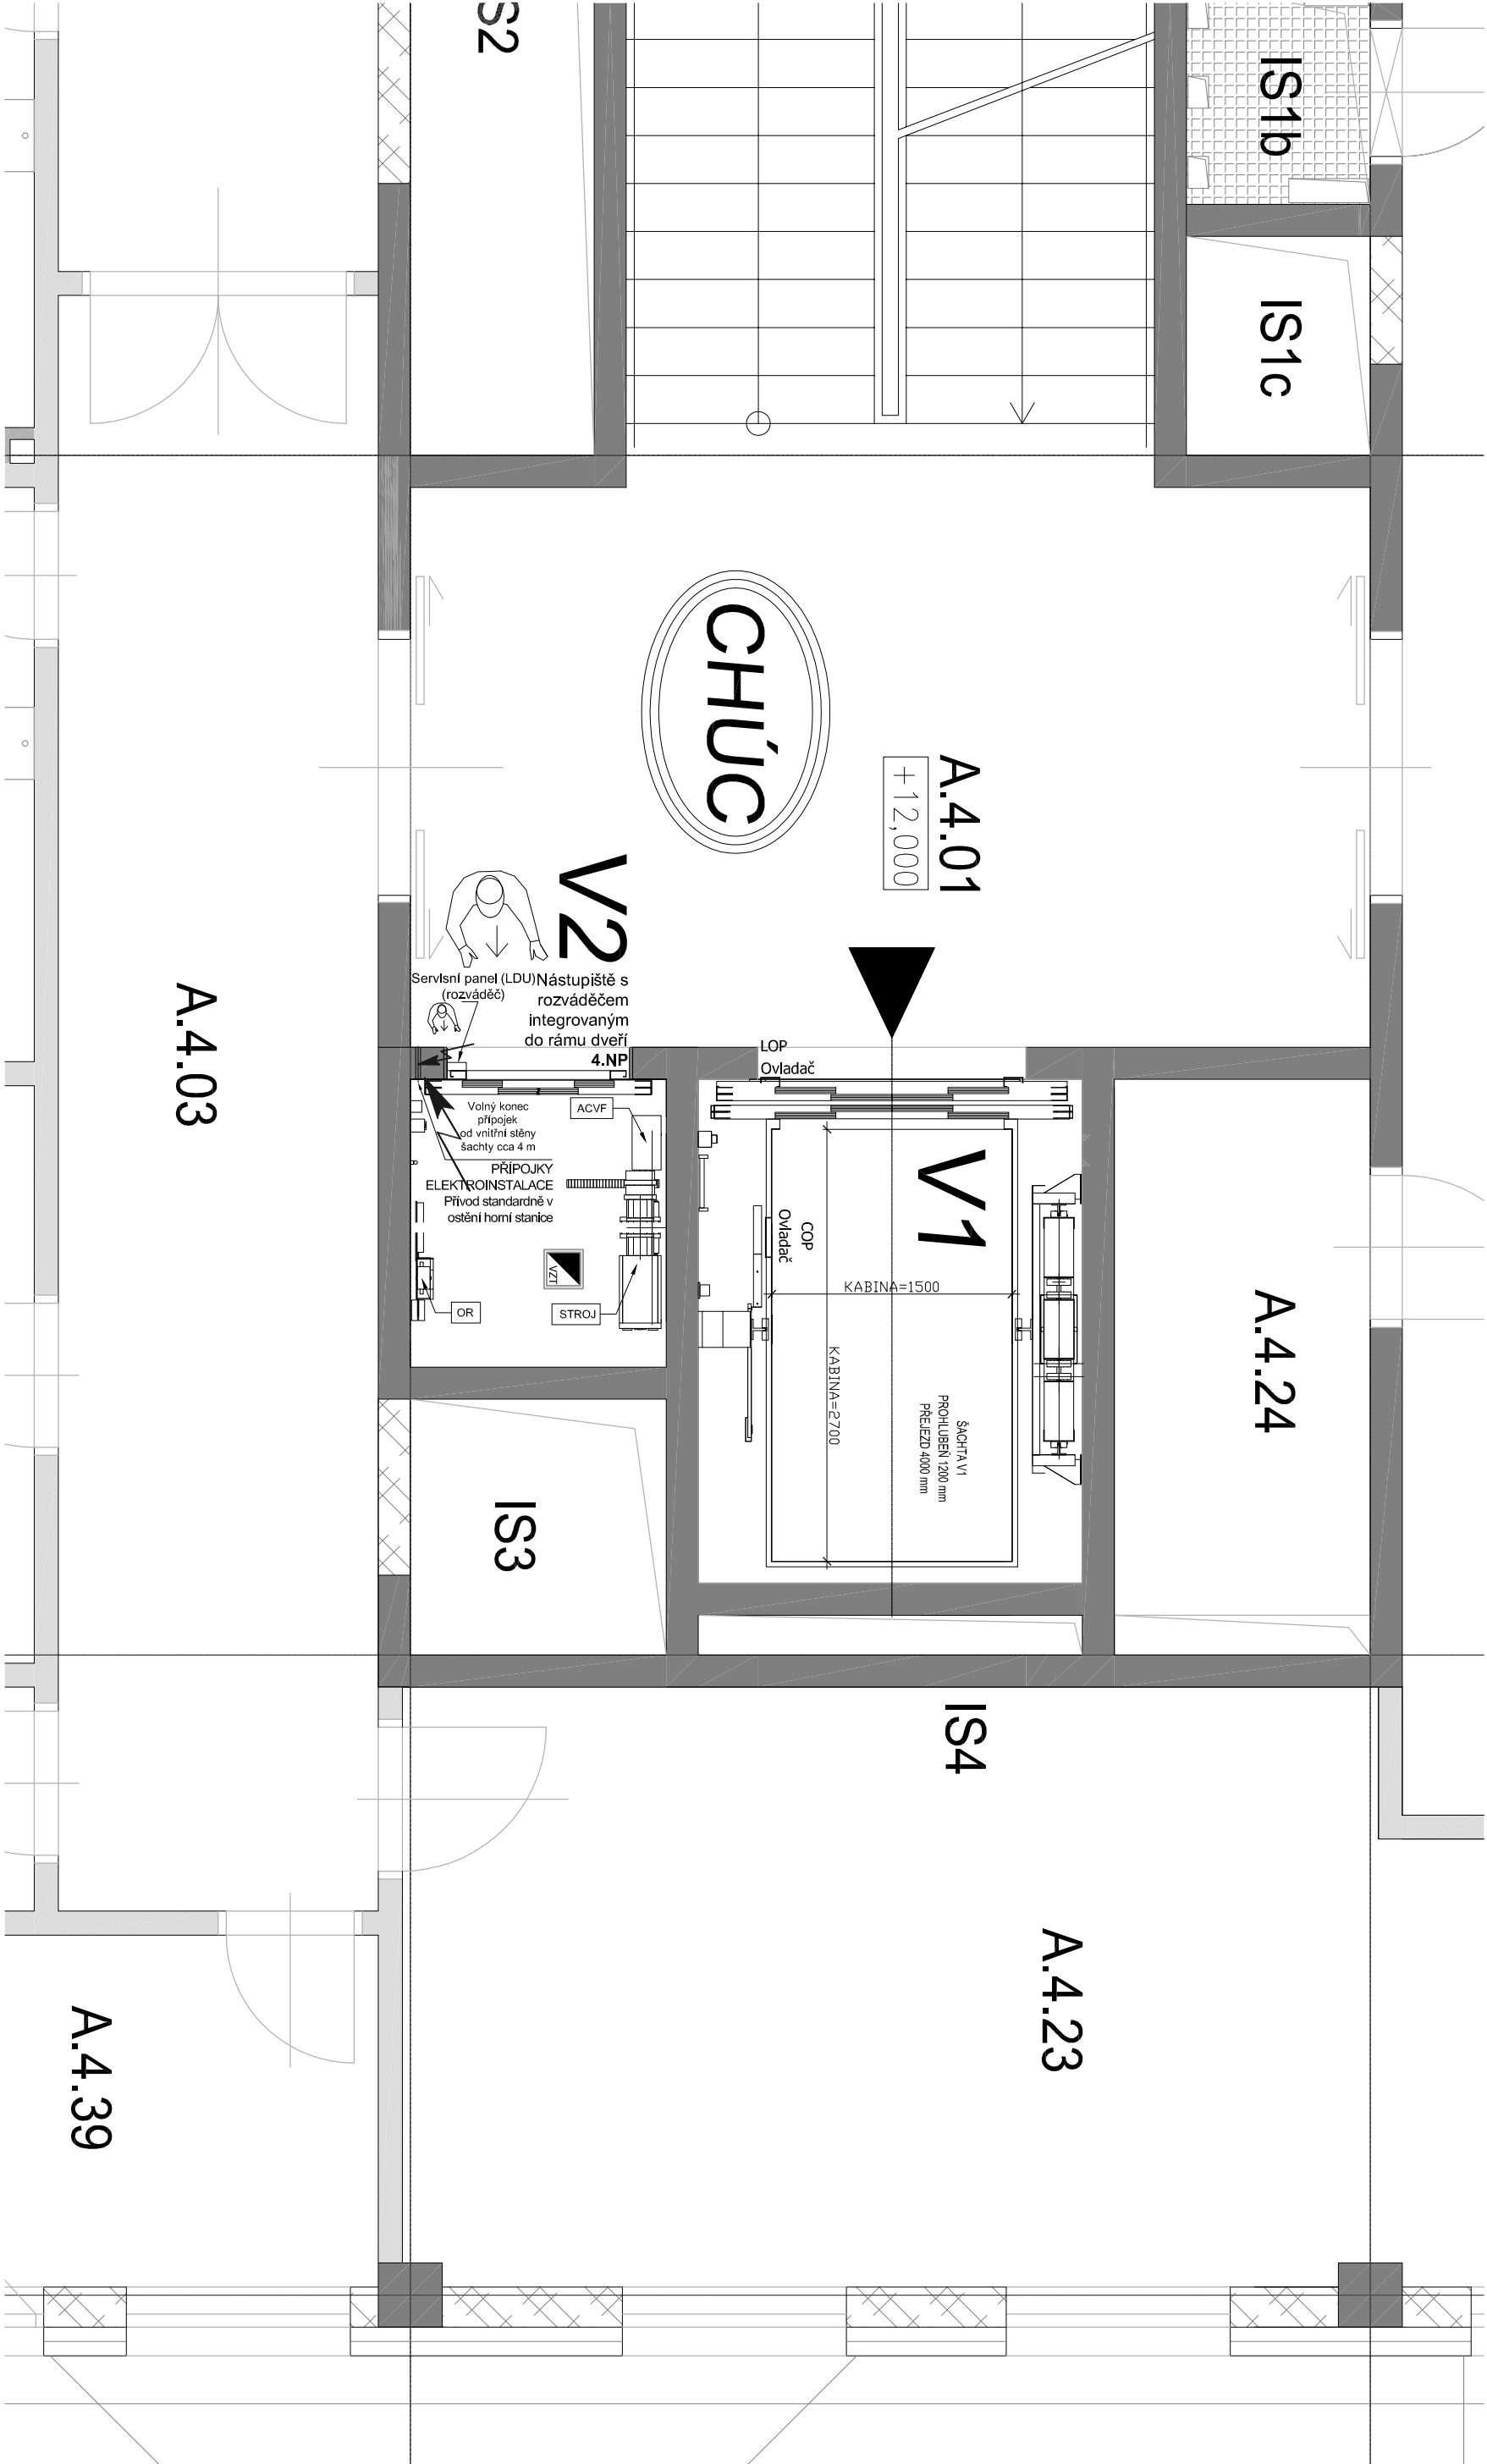 S2
IS1b
IS1c
CHÚC
A.4.01
+12,000
V2
Servisní panel (LDU)
(rozváděč)
Nástupiště s
rozváděčem
integrovaným
do rámu dveří
4.NP
LOP
Ovladač
A.4.03
Volný konec
přípojek
od vnitřní stěny
šachty cca 4 m
ACVF
PŘÍPOJKY
ELEKTROINSTALACE
Přívod standardně v
ostění horní stanice
VZT
OR
STROJ
V1
COP
Ovladač
KABINA=1500
KABINA=2700
ŠACHTA V1
PROHLUBEŇ 1200 mm
PŘEJEZD 4000 mm
A.4.24
IS3
IS4
A.4.23
A.4.39